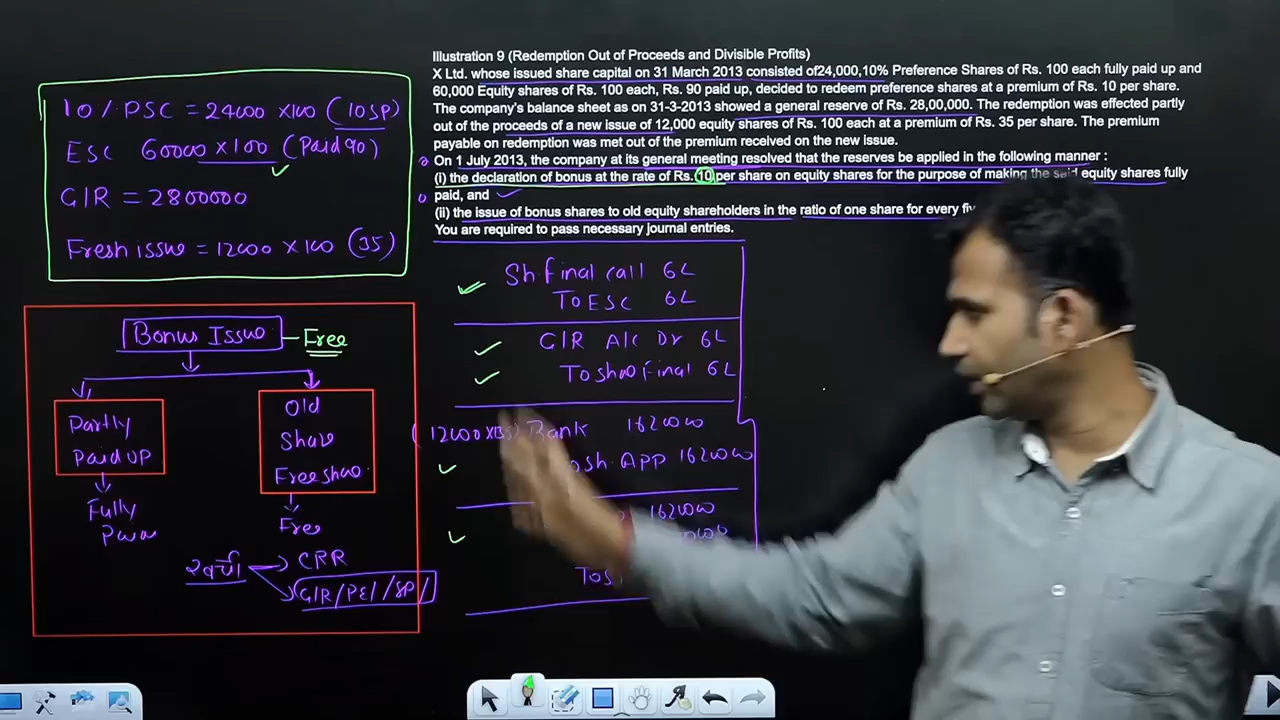 Illustration 9 (Redemption Out of Proceeds and Divisible Profits)
X Ltd. whose issued share capital on 31 March 2013 consisted of24,000,10% Preference Shares of Rs. 100 each fully paid up and
60,000 Equity shares of Rs. 100 each, Rs. 90 paid up, decided to redeem preference shares at a premium of Rs. 10 per share.
The company's balance sheet as on 31-3-2013 showed a general reserve of Rs. 28,00,000. The redemption was effected partly
out of the proceeds of a new issue of 12,000 equity shares of Rs. 100 each at a premium of Rs. 35 per share. The premium
payable on redemption was met out of the premium received on the new issue.
On 1 July 2013, the company at its general meeting resolved that the reserves be applied in the following manner :
(i) the declaration of bonus at the rate of Rs. 10 per share on equity shares for the purpose of making the said equity shares fully
paid, and
(ii) the issue of bonus shares to old equity shareholders in the ratio of one share for every
You are required to pass necessary journal entries.
10 % PSC = 24000 × 100 (10 SP)
ESC 60000 × 100 (Paid 90)
G/R = 2800000
Fresh issue = 12000 × 100 (35)
Bonus Issue – Free
Partly
Paid up
Fully
Old
Share
Free share
Free
CRR
G/R/P&L/SP/
Sh. Final call 6L
To ESC 6L
G/R A/c Dr 6L
To share Final 6L
Bank 1620000
sh. App 1620000
1620000